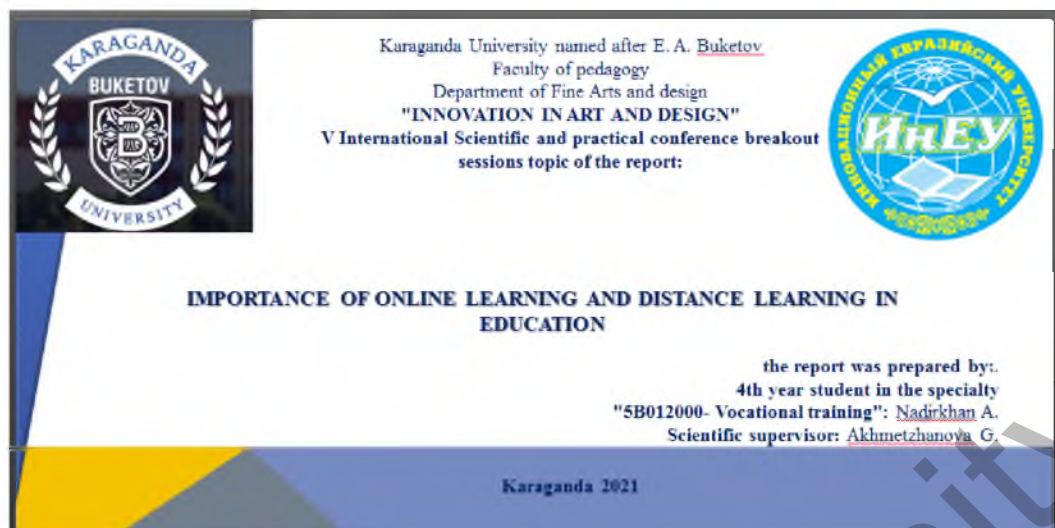 KARAGANDA
BUKETOV
B
UNIVERSITY
Karaganda University named after E. A. Buketov
Faculty of pedagogy
Department of Fine Arts and design
"INNOVATION IN ART AND DESIGN"
V International Scientific and practical conference breakout
sessions topic of the report:
ИННОВАЦИОННЫЙ ЕВРАЗИЙСКИЙ УНИВЕРСИТЕТ
ИнЕУ
IMPORTANCE OF ONLINE LEARNING AND DISTANCE LEARNING IN
EDUCATION
the report was prepared by:.
4th year student in the specialty
"5B012000- Vocational training": Nadirkhan A.
Scientific supervisor: Akhmetzhanova G.
Karaganda 2021